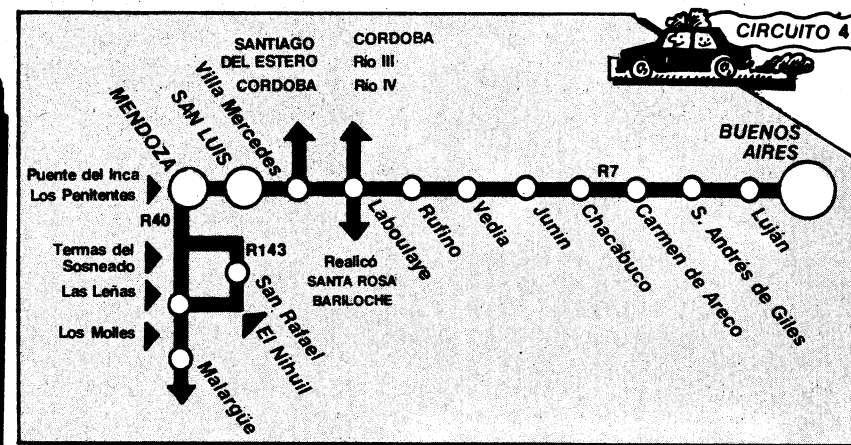 CIRCUITO 4
SANTIAGO
DEL ESTERO
CORDOBA
CORDOBA
Río III
Río IV
MENDOZA
SAN LUIS
Villa Mercedes
BUENOS
AIRES
Puente del Inca
Los Penitentes
R7
R40
Laboulaye
Rufino
Vedia
Junin
Chacabuco
Carmen de Areco
S. Andrés de Giles
Luján
Termas del
Sosneado
R143
Realicó
SANTA ROSA
BARILOCHE
Las Leñas
San. Rafael
El Nihuil
Los Molles
Malargüe